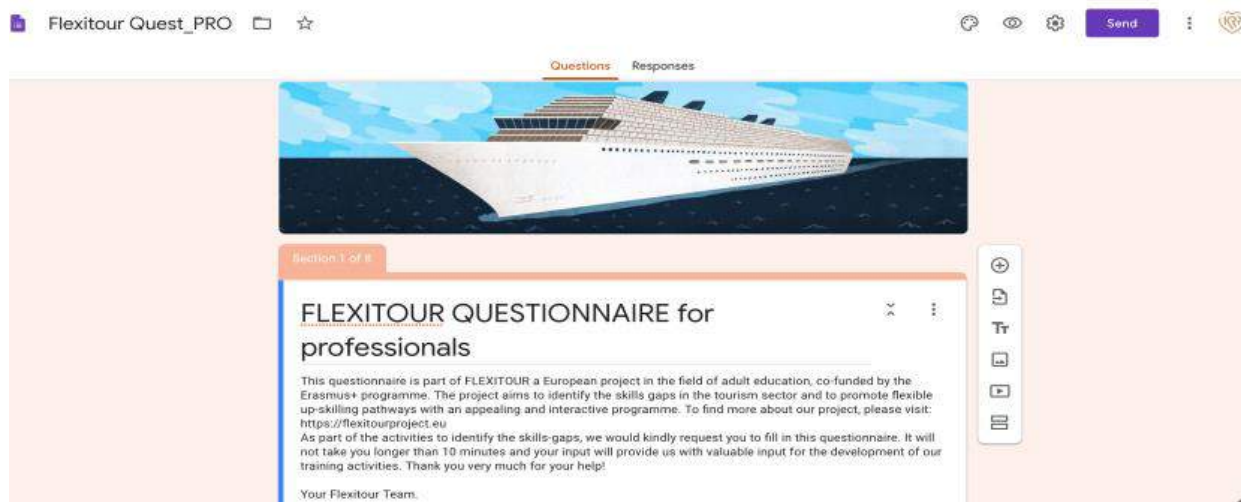 Flexitour Quest_PRO
Send
Questions Responses
Section 1 of 8
FLEXITOUR QUESTIONNAIRE for
professionals
Tт
This questionnaire is part of FLEXITOUR a European project in the field of adult education, co-funded by the
Erasmus+ programme. The project aims to identify the skills gaps in the tourism sector and to promote flexible
up-skilling pathways with an appealing and interactive programme. To find more about our project, please visit:
https://flexitourproject.eu
As part of the activities to identify the skills-gaps, we would kindly request you to fill in this questionnaire. It will
not take you longer than 10 minutes and your input will provide us with valuable input for the development of our
training activities. Thank you very much for your help!
Your Flexitour Team.